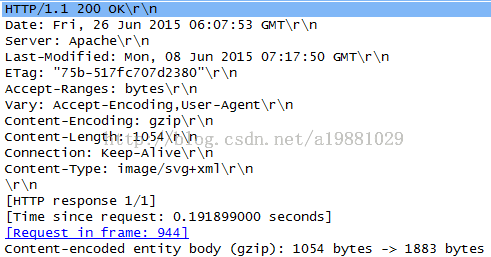 HTTP/1.1 200 OK\r\n
Date: Fri, 26 Jun 2015 06:07:53 GMT\r\n
Server: Apache\r\n
Last-Modified: Mon, 08 Jun 2015 07:17:50 GMT\r\n
ETag: "75b-517fc707d2380"\r\n
Accept-Ranges: bytes\r\n
Vary: Accept-Encoding,User-Agent\r\n
Content-Encoding: gzip\r\n
Content-Length: 1054\r\n
http://blog.csdn.net/a19881029
Connection: Keep-Alive\r\n
Content-Type: image/svg+xml\r\n
\r\n
[HTTP response 1/1]
[Time since request: 0.191899000 seconds]
[Request in frame: 944]
Content-encoded entity body (gzip): 1054 bytes -> 1883 bytes